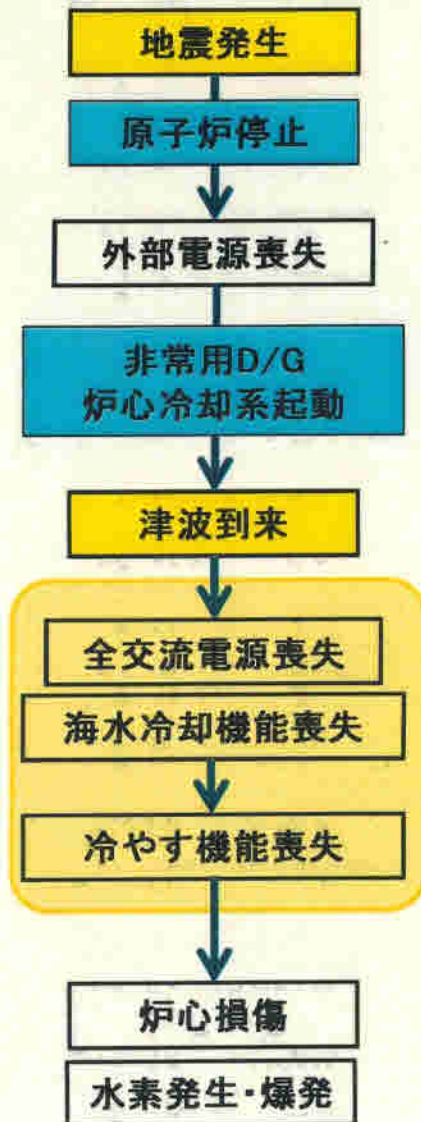 地震発生
原子炉停止
外部電源喪失
非常用D/G
炉心冷却系起動
津波到来
全交流電源喪失
海水冷却機能喪失
冷やす機能喪失
炉心損傷
水素発生・爆発